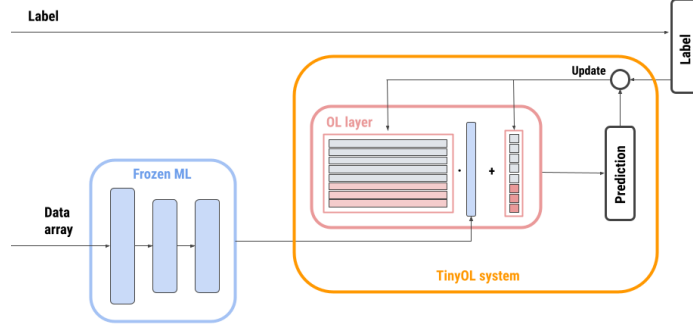 Label
Label
Update
OL layer
·
+
Frozen ML
Prediction
Data
array
TinyOL system